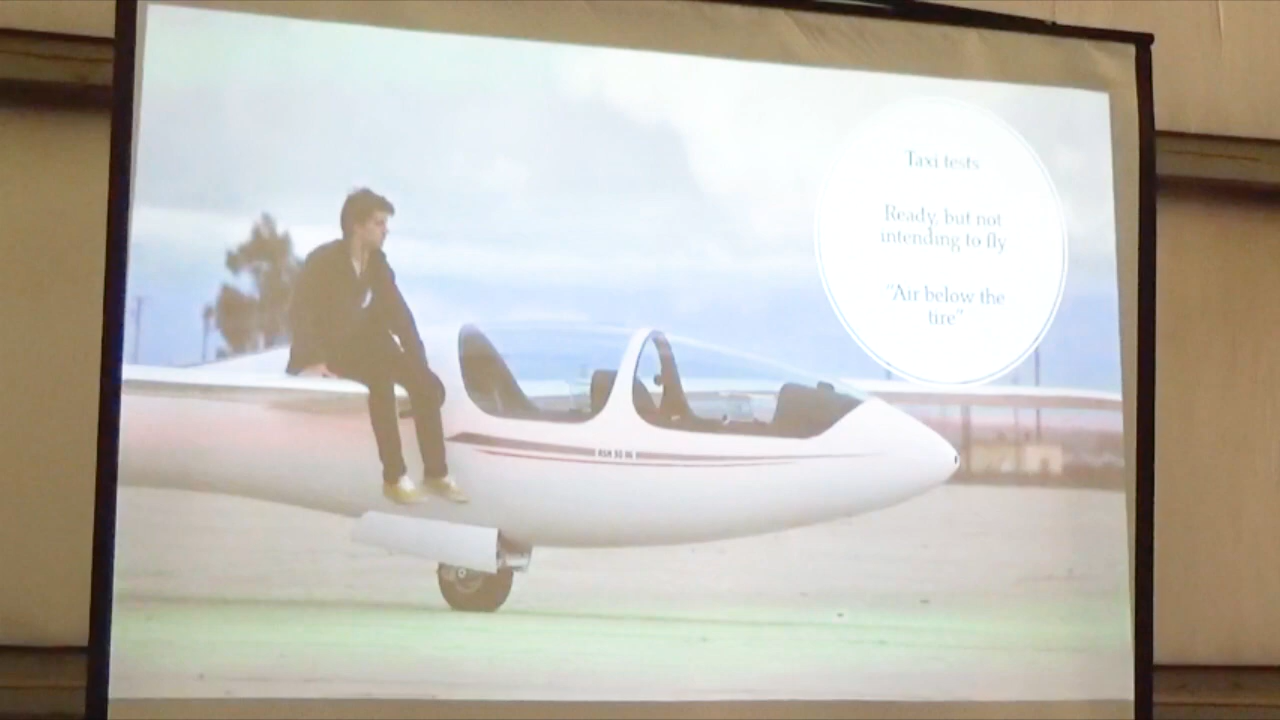 Taxi tests
Ready, but not
intending to fly
“Air below the
tire”